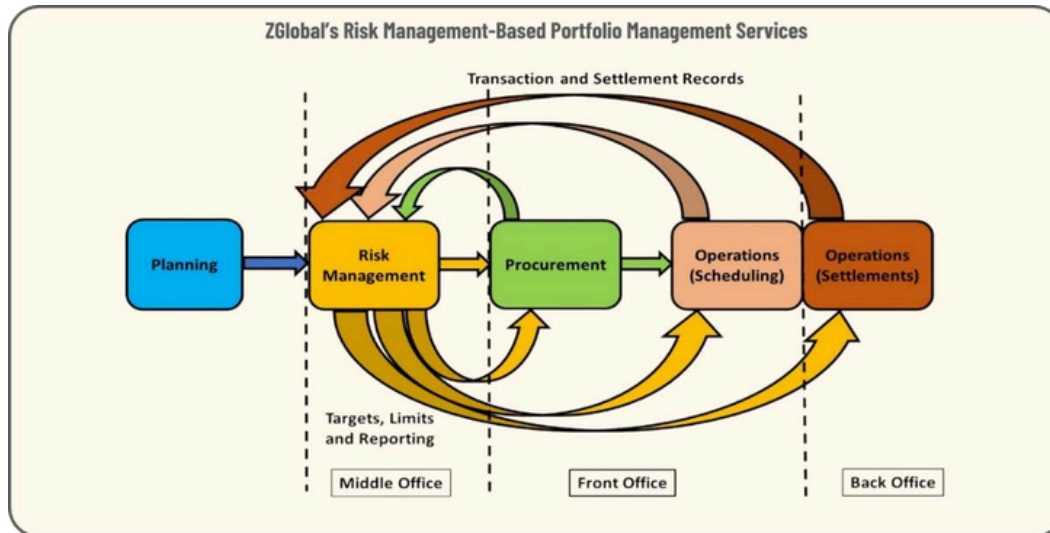 ZGlobal's Risk Management-Based Portfolio Management Services
Transaction and Settlement Records
Planning
Risk
Management
Procurement
Operations
(Scheduling)
Operations
(Settlements)
Targets, Limits
and Reporting
Middle Office
Front Office
Back Office